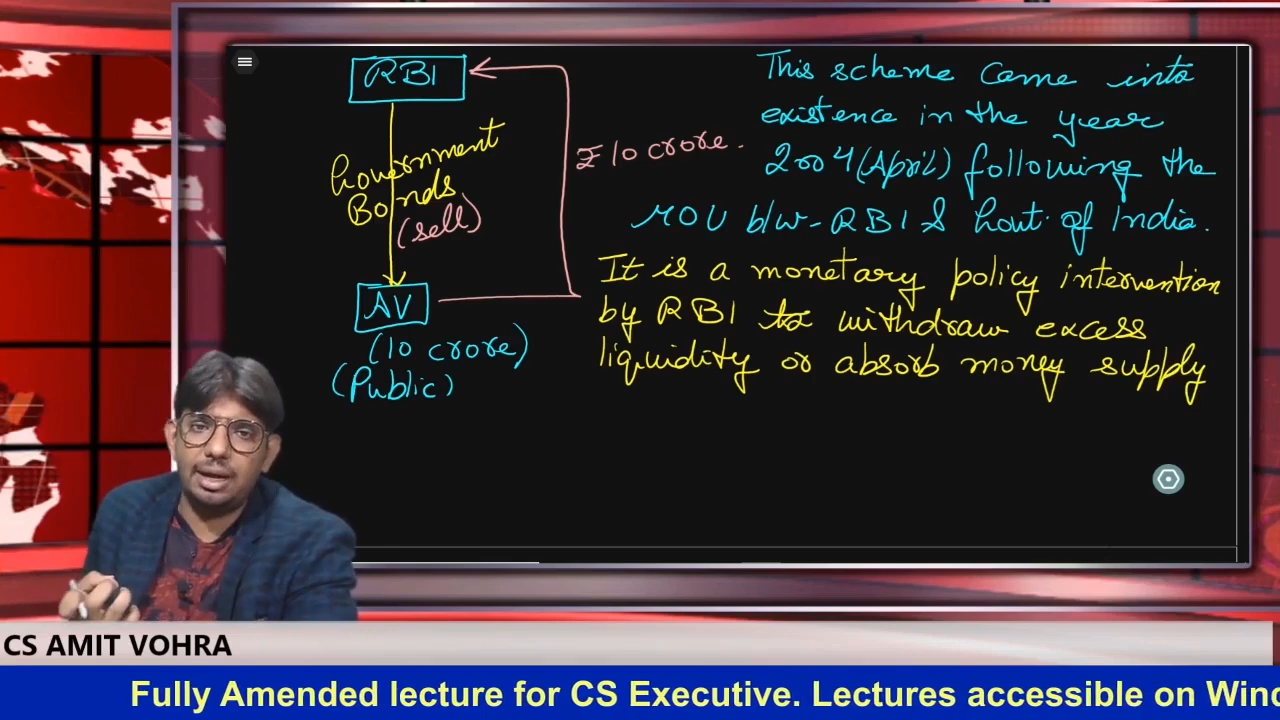 RBI
Government
Bonds
(sell)
AV
(10 crore)
(Public)
₹10 crore.
This scheme came into
existence in the year
2004 (April) following the
MOU b/w RBI & Govt. of India.
It is a monetary policy intervention
by RBI to withdraw excess
liquidity or absorb money supply
CS AMIT VOHRA
Fully Amended lecture for CS Executive. Lectures accessible on Wind